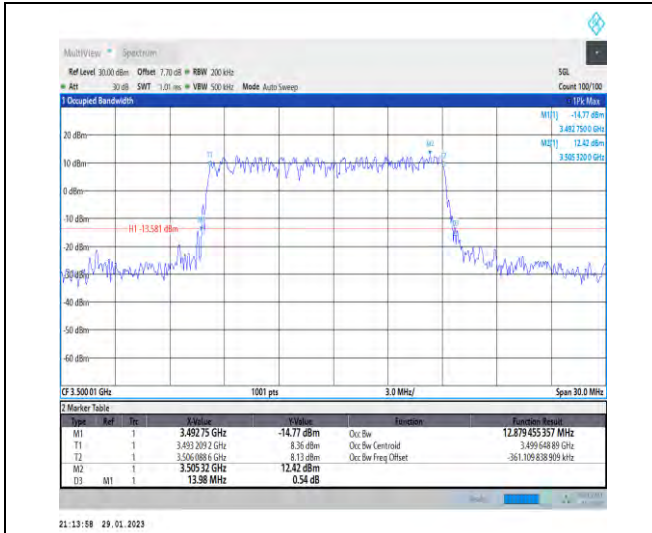 MultiView Spectrum
Ref Level 30.00 dBm Offset 7.70 dB RBW 200 kHz SGL
Att 30 dB SWT 1.01 ms VBW 500 kHz Mode Auto Sweep Count 100/100
1 Occupied Bandwidth 1Pk Max
M1[1] -14.77 dBm
3.492 750 0 GHz
M2[1] 12.42 dBm
3.505 320 0 GHz
20 dBm
T1 M2
10 dBm
0 dBm
-10 dBm
H1 -13.581 dBm
-20 dBm
-40 dBm
-50 dBm
-60 dBm
CF 3.500 01 GHz 1001 pts 3.0 MHz/ Span 30.0 MHz
2 Marker Table
Type Ref Trc X-Value Y-Value Function Function Result
M1 1 3.492 75 GHz -14.77 dBm Occ Bw 12.879 455 357 MHz
T1 1 3.493 209 2 GHz 8.36 dBm Occ Bw Centroid 3.499 648 89 GHz
T2 1 3.506 088 6 GHz 8.13 dBm Occ Bw Freq Offset -361.109 838 909 kHz
M2 1 3.505 32 GHz 12.42 dBm
D3 M1 1 13.98 MHz 0.54 dB
21:13:58 29.01.2023